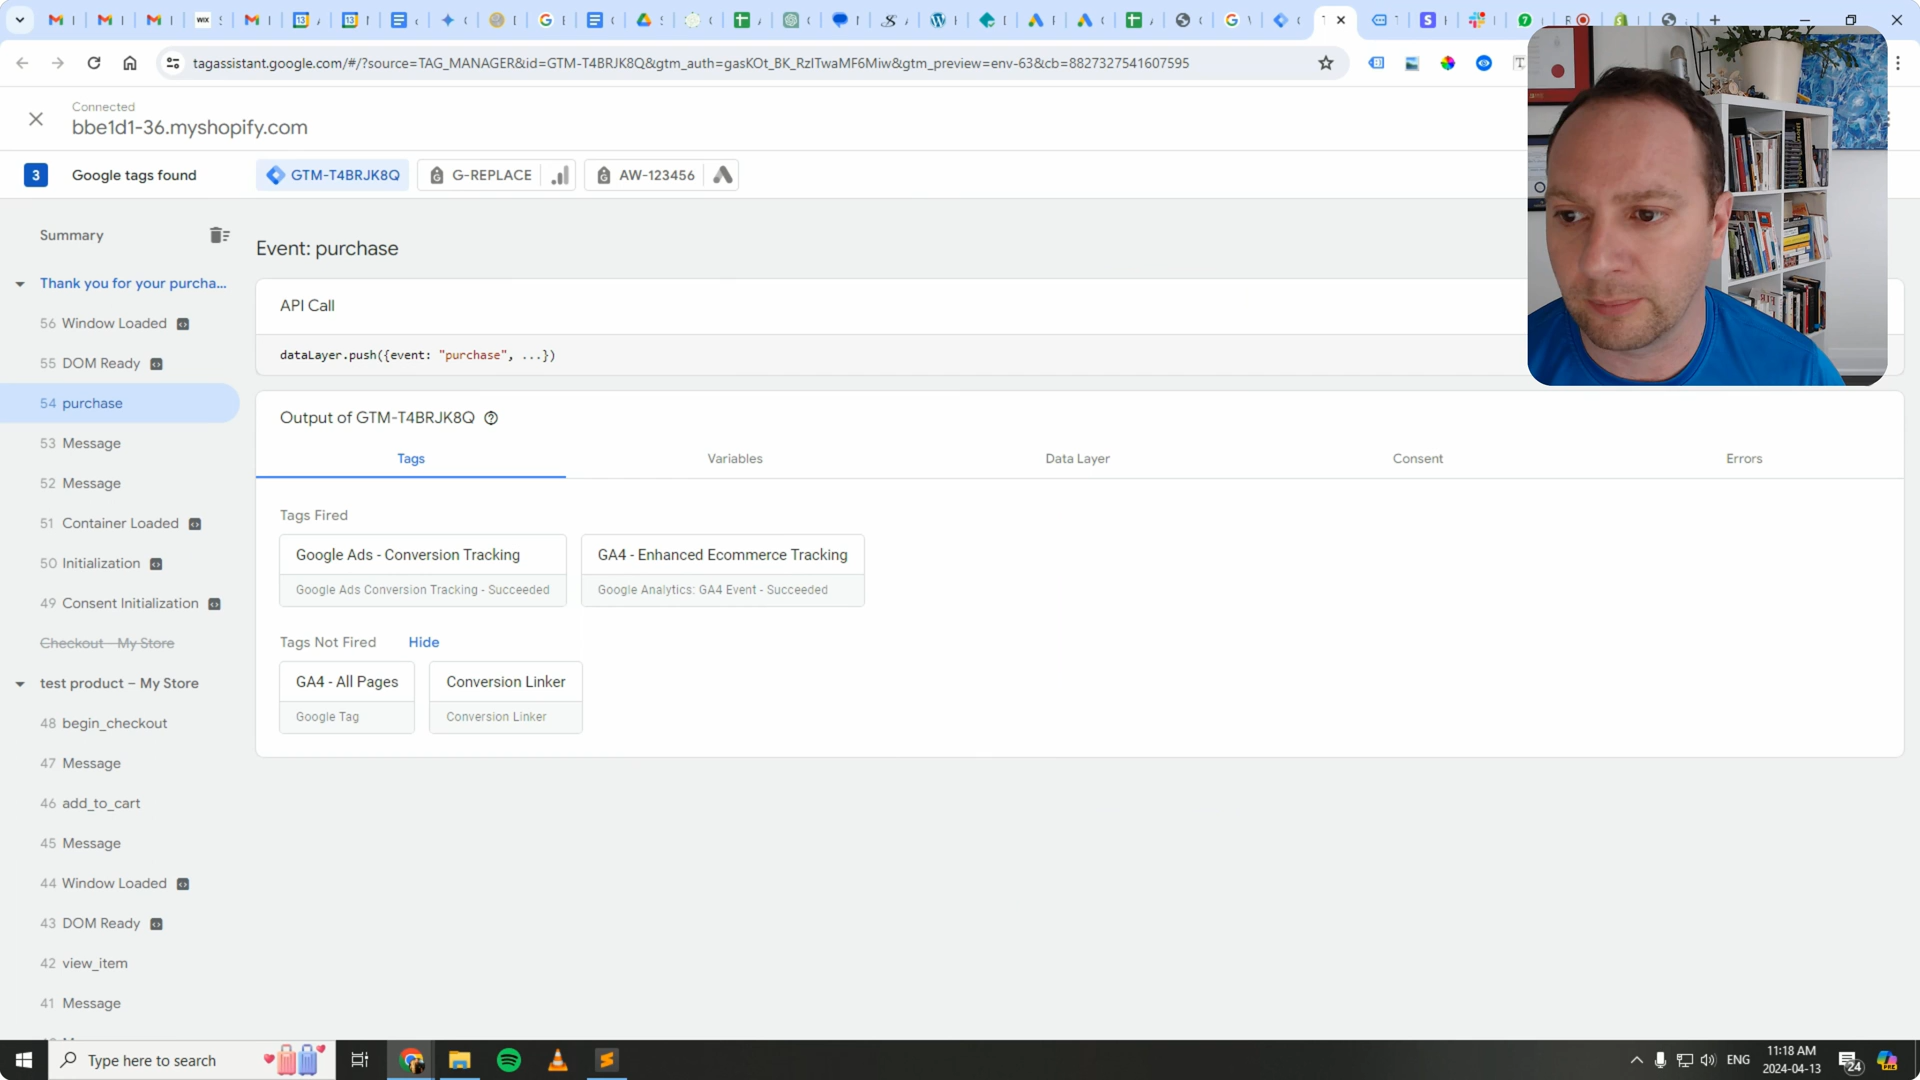 tagassistant.google.com/#/?source=TAG_MANAGER&id=GTM-T4BRJK8Q&gtm_auth=gasKOt_BK_RzITwaMF6Miw&gtm_preview=env-63&cb=8827327541607595
Connected
bbe1d1-36.myshopify.com
3 Google tags found
GTM-T4BRJK8Q
G-REPLACE
AW-123456
Summary
Event: purchase
Thank you for your purcha...
56 Window Loaded
55 DOM Ready
54 purchase
53 Message
52 Message
51 Container Loaded
50 Initialization
49 Consent Initialization
Checkout - My Store
test product – My Store
48 begin_checkout
47 Message
46 add_to_cart
45 Message
44 Window Loaded
43 DOM Ready
42 view_item
41 Message
API Call
dataLayer.push({event: "purchase", ...})
Output of GTM-T4BRJK8Q
Tags Variables Data Layer Consent Errors
Tags Fired
Google Ads - Conversion Tracking
Google Ads Conversion Tracking - Succeeded
GA4 - Enhanced Ecommerce Tracking
Google Analytics: GA4 Event - Succeeded
Tags Not Fired Hide
GA4 - All Pages
Google Tag
Conversion Linker
Conversion Linker
Type here to search
ENG
11:18 AM
2024-04-13
24